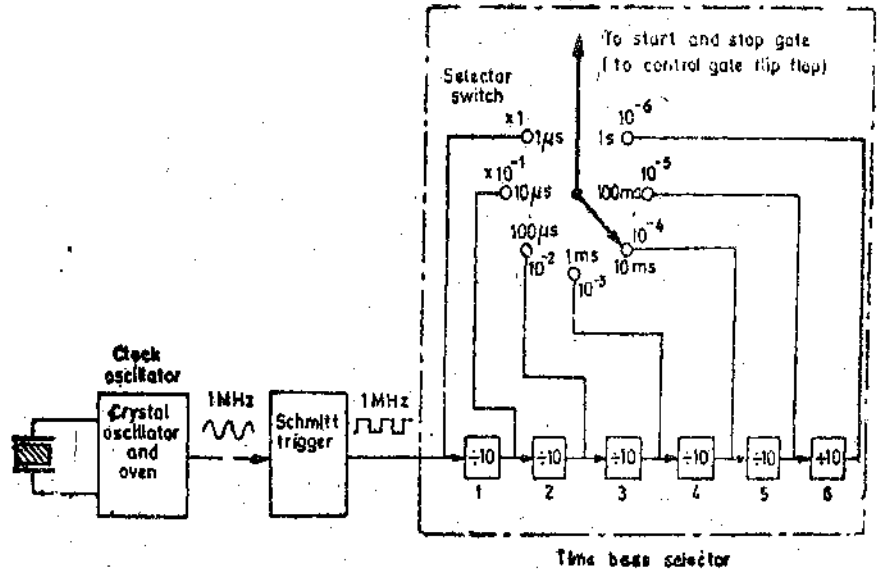 To start and stop gate
(to control gate flip flop)
Selector
switch
x1
1µs
10⁻⁶
1s
x10⁻¹
10µs
10⁻⁵
100ms
100µs
10⁻²
1ms
10⁻³
10⁻⁴
10ms
Clock
oscillator
Crystal
oscillator
and
oven
1MHz
Schmitt
trigger
1MHz
÷10
÷10
÷10
÷10
÷10
÷10
1
2
3
4
5
6
Time base selector